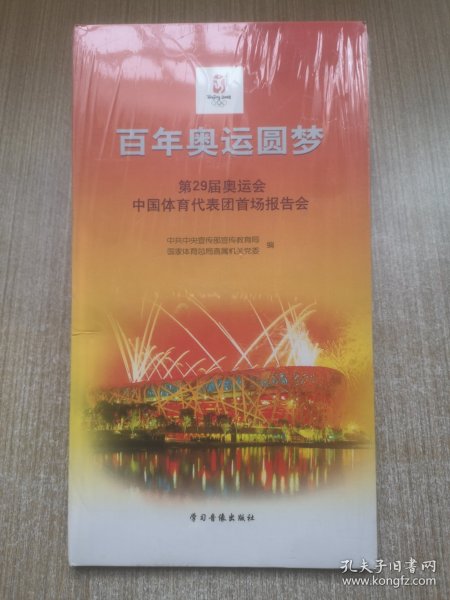 Beijing 2008
百年奥运圆梦
第29届奥运会
中国体育代表团首场报告会
中共中央宣传部宣传教育局
国家体育总局直属机关党委
编
学习音像出版社
孔夫子旧书网
www.kongfz.com